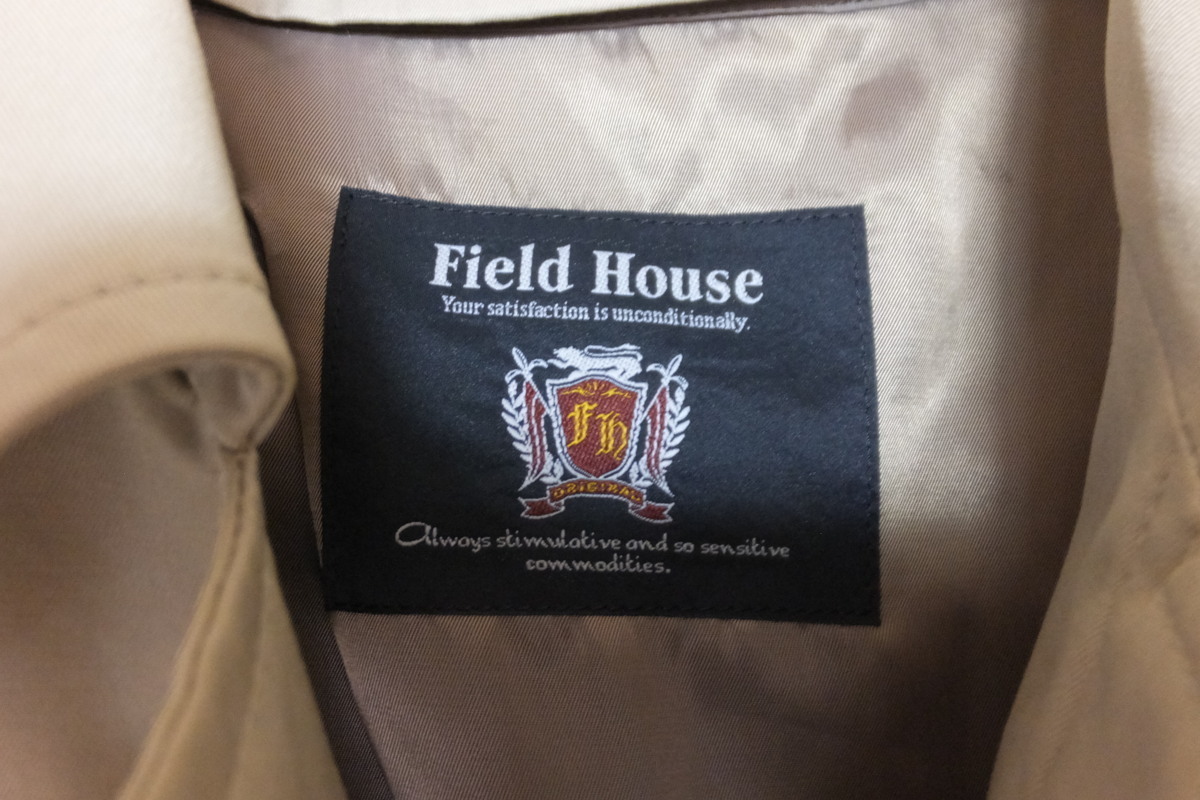 Field House
Your satisfaction is unconditionally.
fh
ORIGINAL
Always stimulative and so sensitive
commodities.